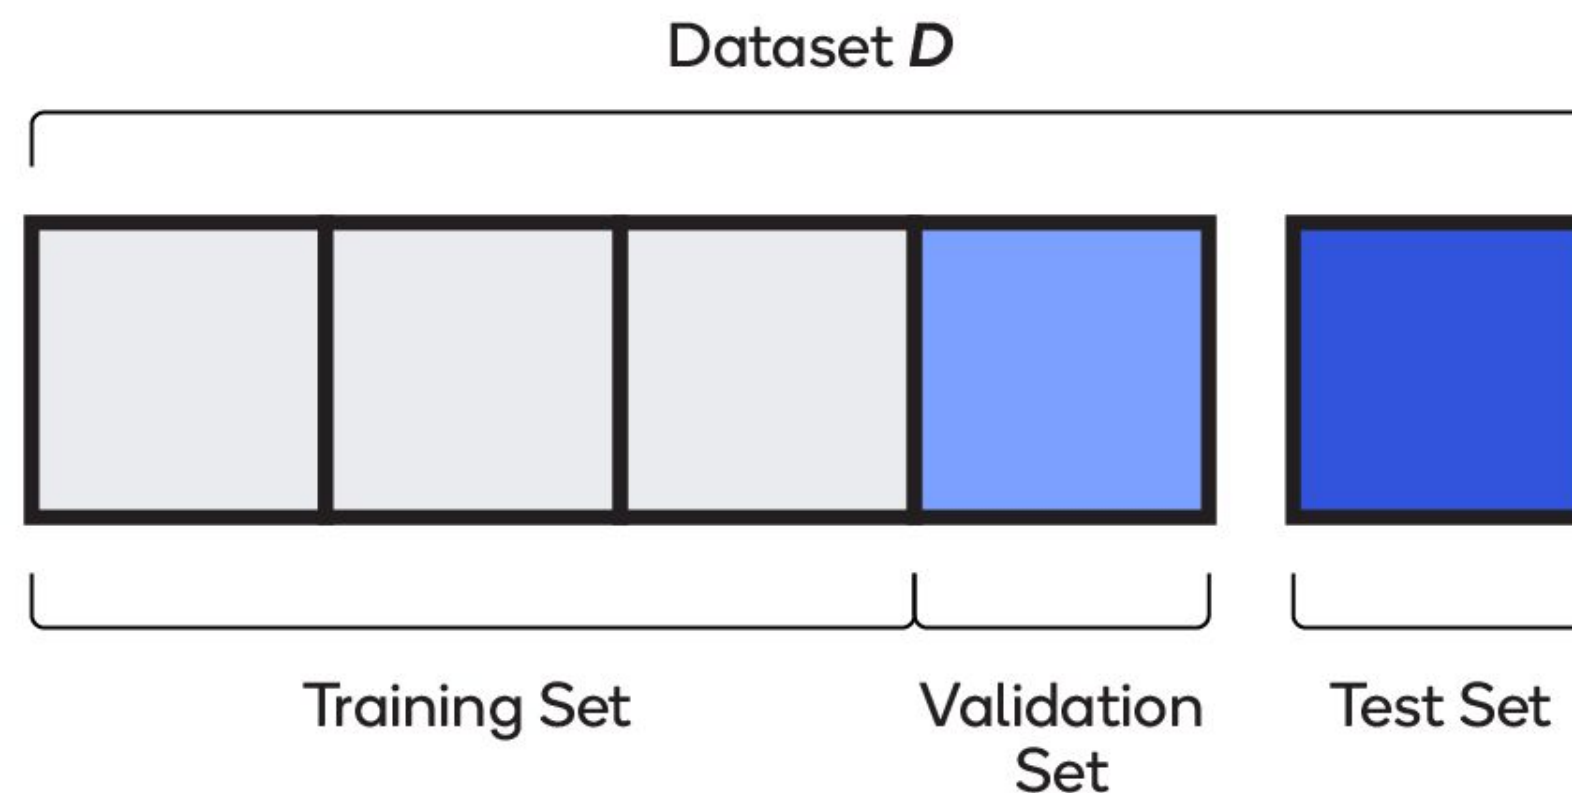 Dataset D
Training Set
Validation
Set
Test Set